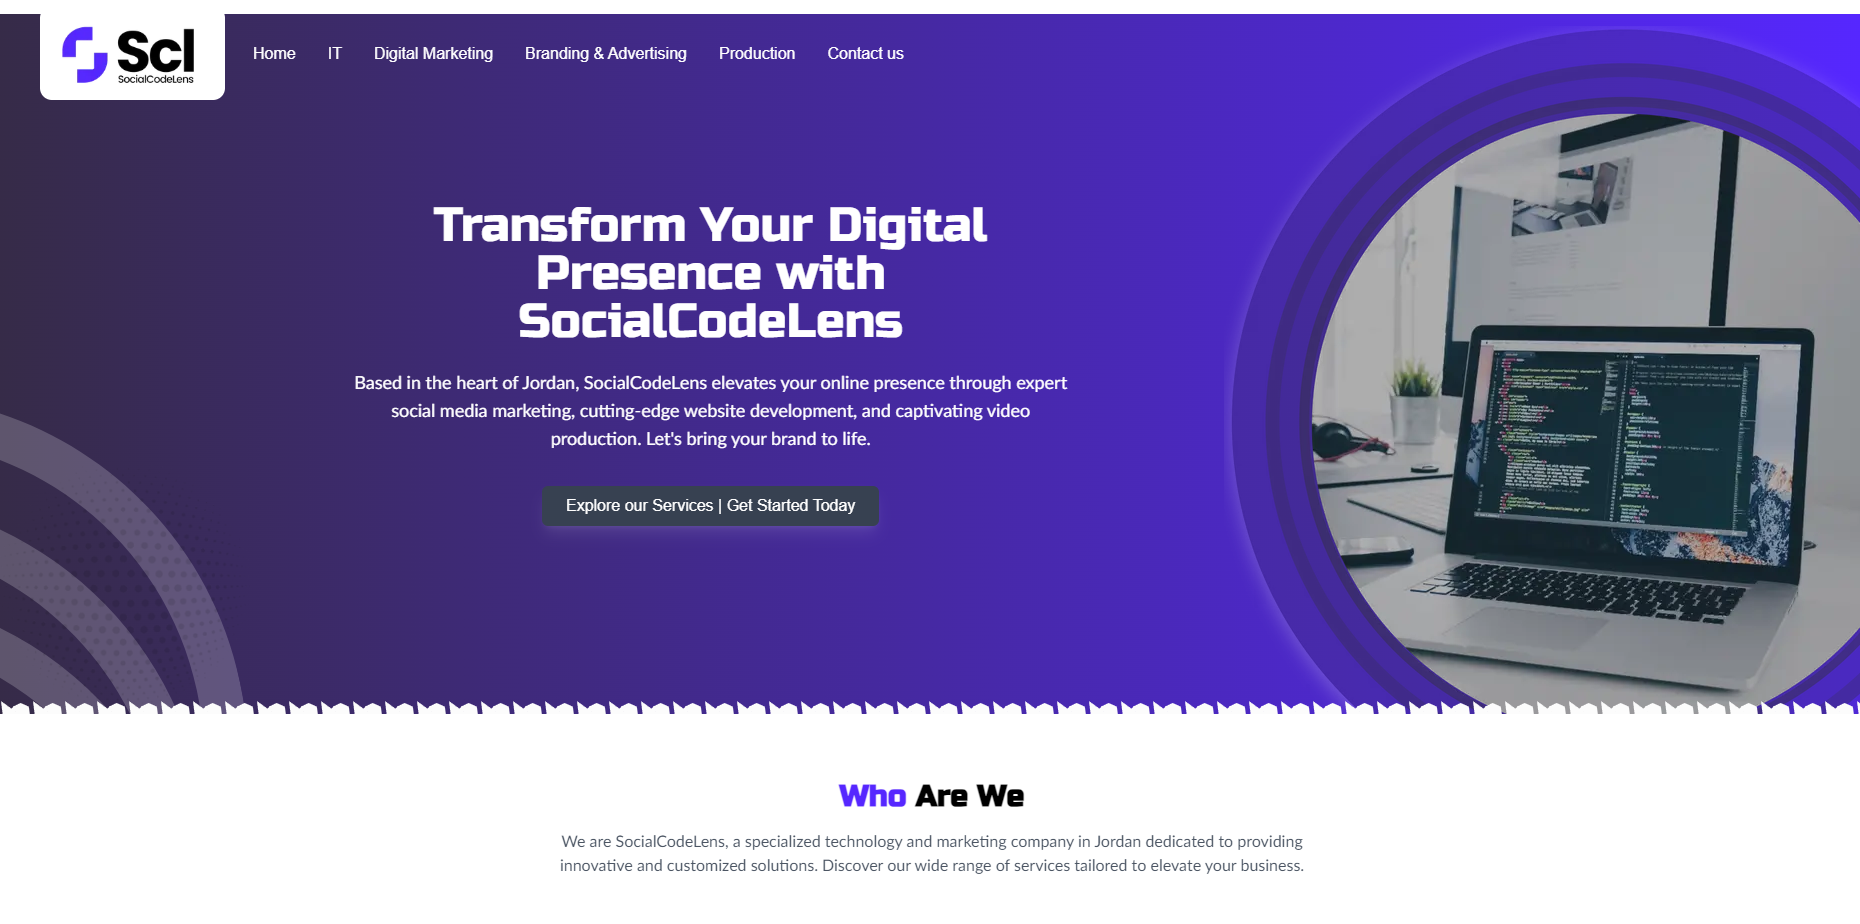 Scl
SocialCodeLens
Home
IT
Digital Marketing
Branding & Advertising
Production
Contact us
Transform Your Digital
Presence with
SocialCodeLens
Based in the heart of Jordan, SocialCodeLens elevates your online presence through expert
social media marketing, cutting-edge website development, and captivating video
production. Let's bring your brand to life.
Explore our Services | Get Started Today
Who Are We
We are SocialCodeLens, a specialized technology and marketing company in Jordan dedicated to providing
innovative and customized solutions. Discover our wide range of services tailored to elevate your business.